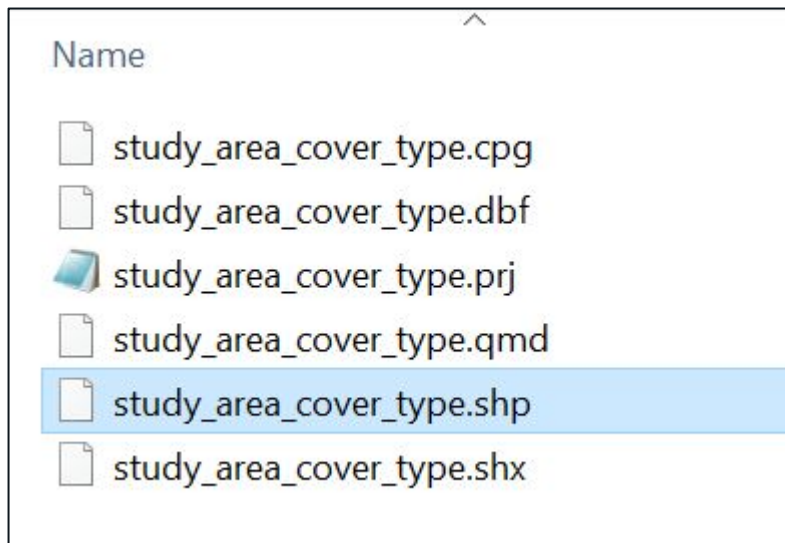 Name
study_area_cover_type.cpg
study_area_cover_type.dbf
study_area_cover_type.prj
study_area_cover_type.qmd
study_area_cover_type.shp
study_area_cover_type.shx